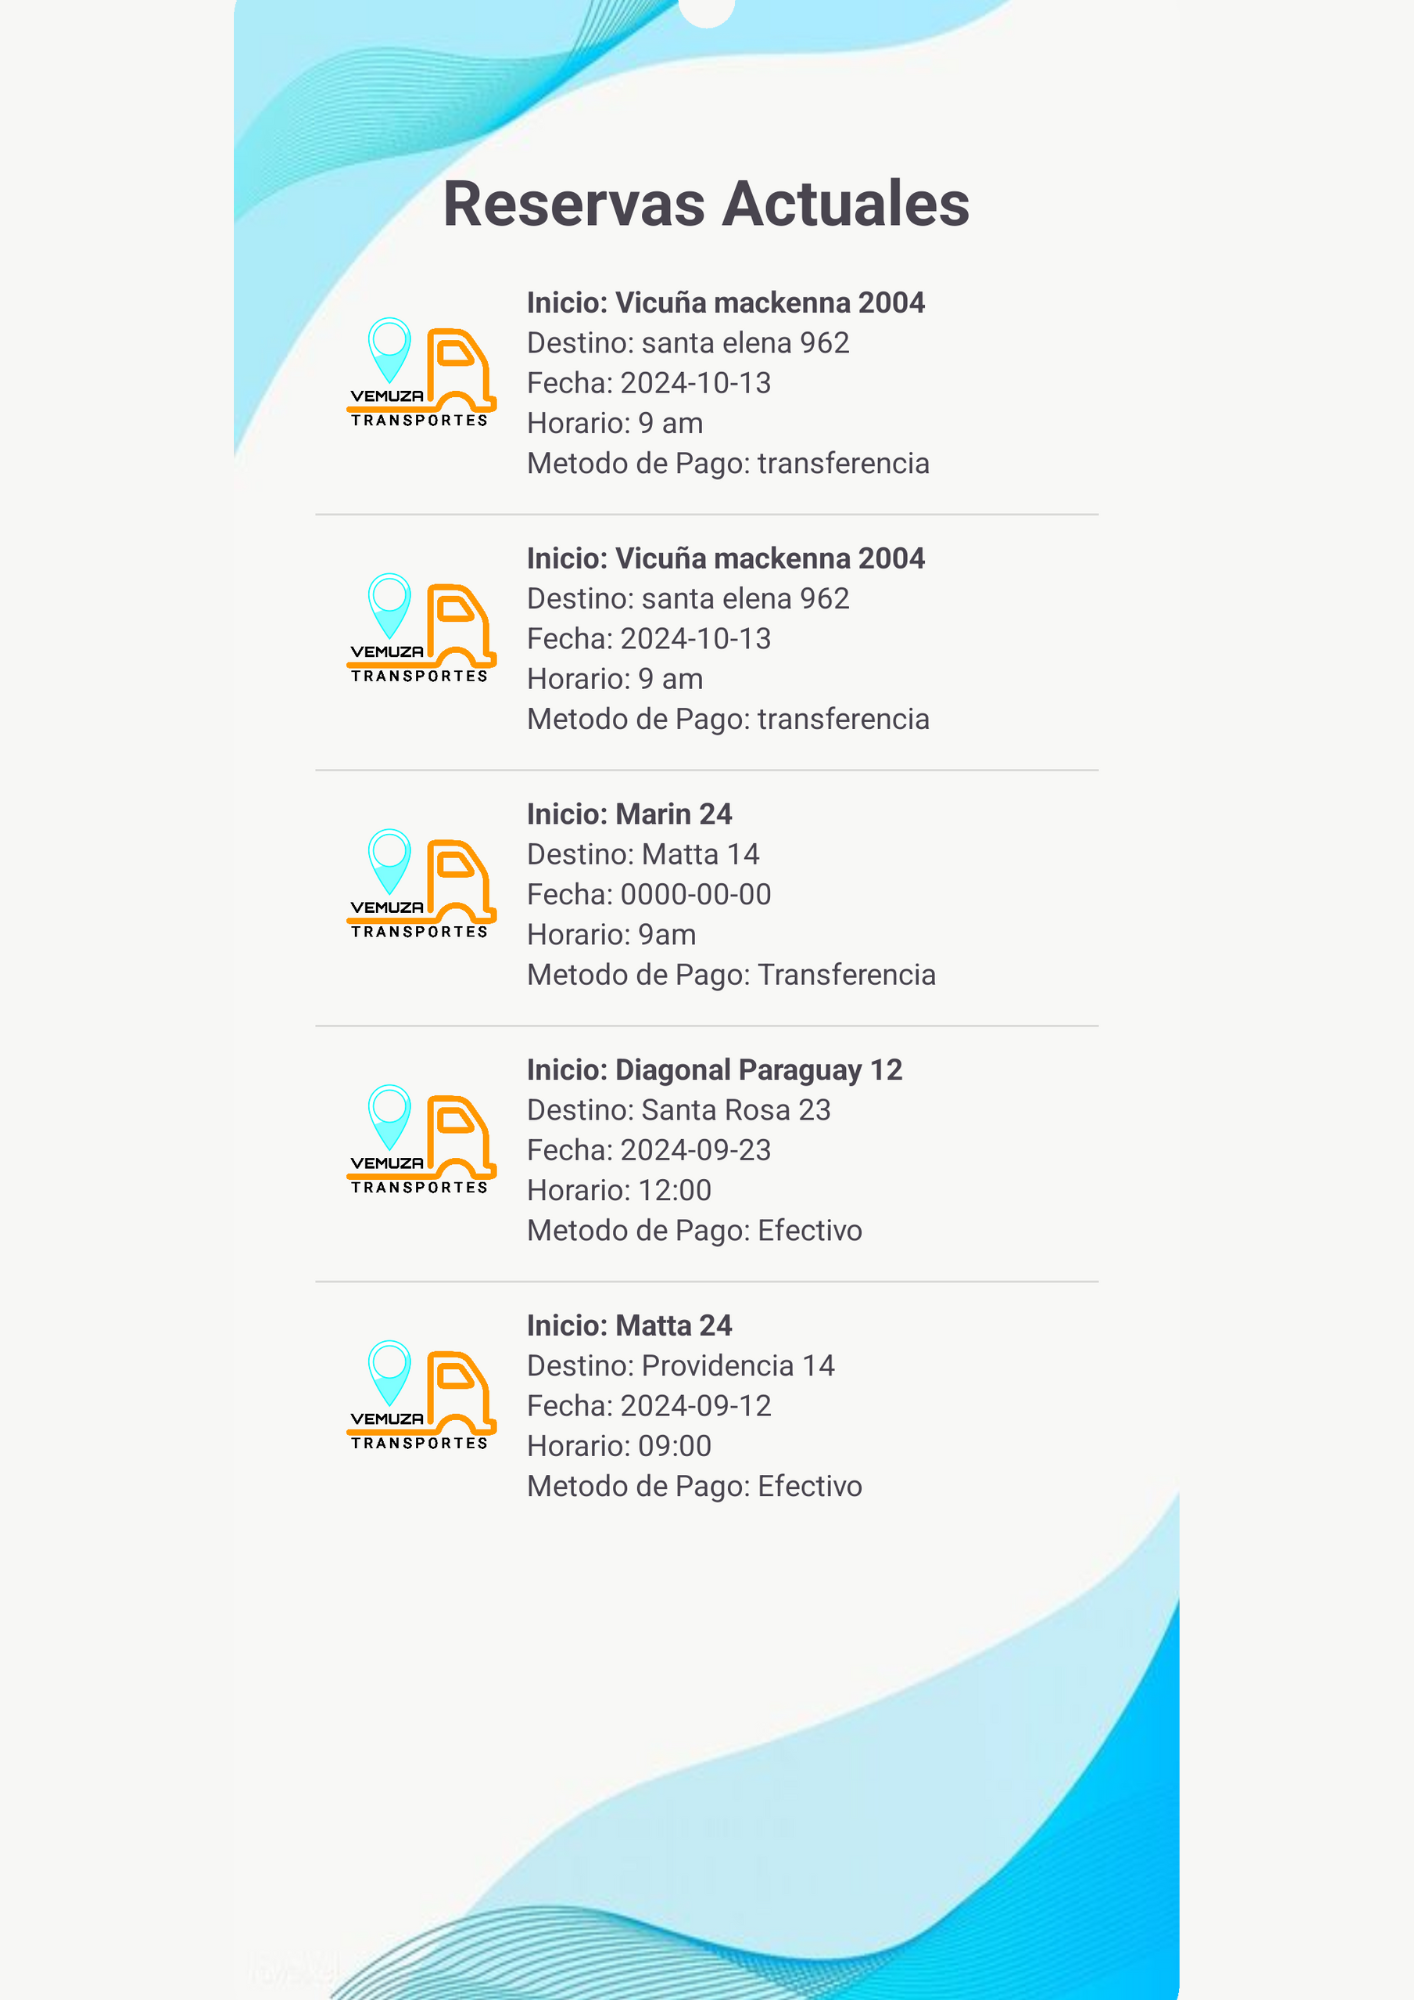 Reservas Actuales
Inicio: Vicuña mackenna 2004
Destino: santa elena 962
Fecha: 2024-10-13
Horario: 9 am
Metodo de Pago: transferencia
VEMUZA
TRANSPORTES
Inicio: Vicuña mackenna 2004
Destino: santa elena 962
Fecha: 2024-10-13
Horario: 9 am
Metodo de Pago: transferencia
VEMUZA
TRANSPORTES
Inicio: Marin 24
Destino: Matta 14
Fecha: 0000-00-00
Horario: 9am
Metodo de Pago: Transferencia
VEMUZA
TRANSPORTES
Inicio: Diagonal Paraguay 12
Destino: Santa Rosa 23
Fecha: 2024-09-23
Horario: 12:00
Metodo de Pago: Efectivo
VEMUZA
TRANSPORTES
Inicio: Matta 24
Destino: Providencia 14
Fecha: 2024-09-12
Horario: 09:00
Metodo de Pago: Efectivo
VEMUZA
TRANSPORTES